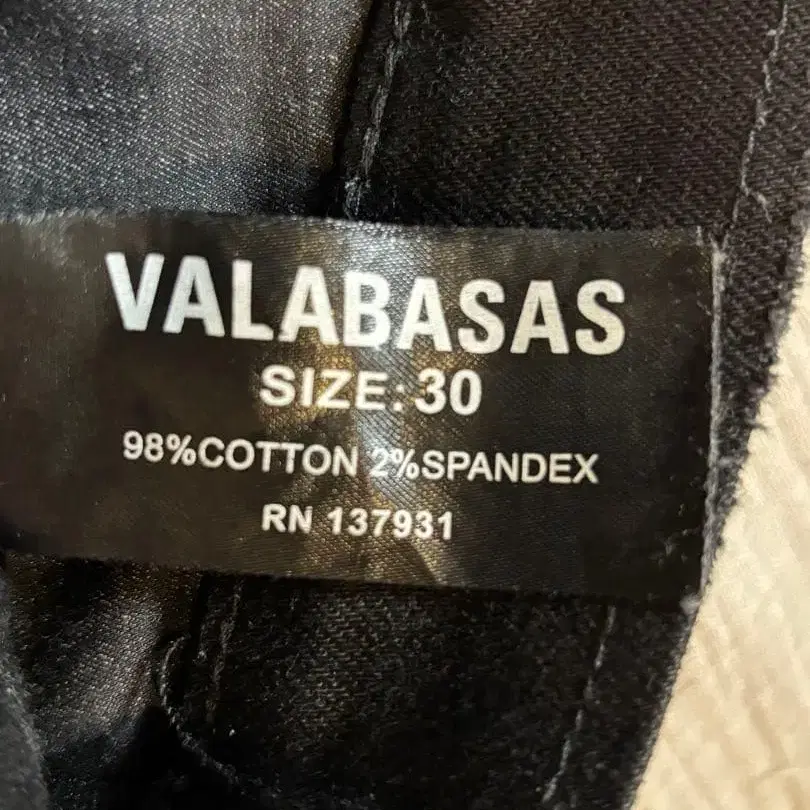 VALABASAS
SIZE: 30
98%COTTON 2%SPANDEX
RN 137931